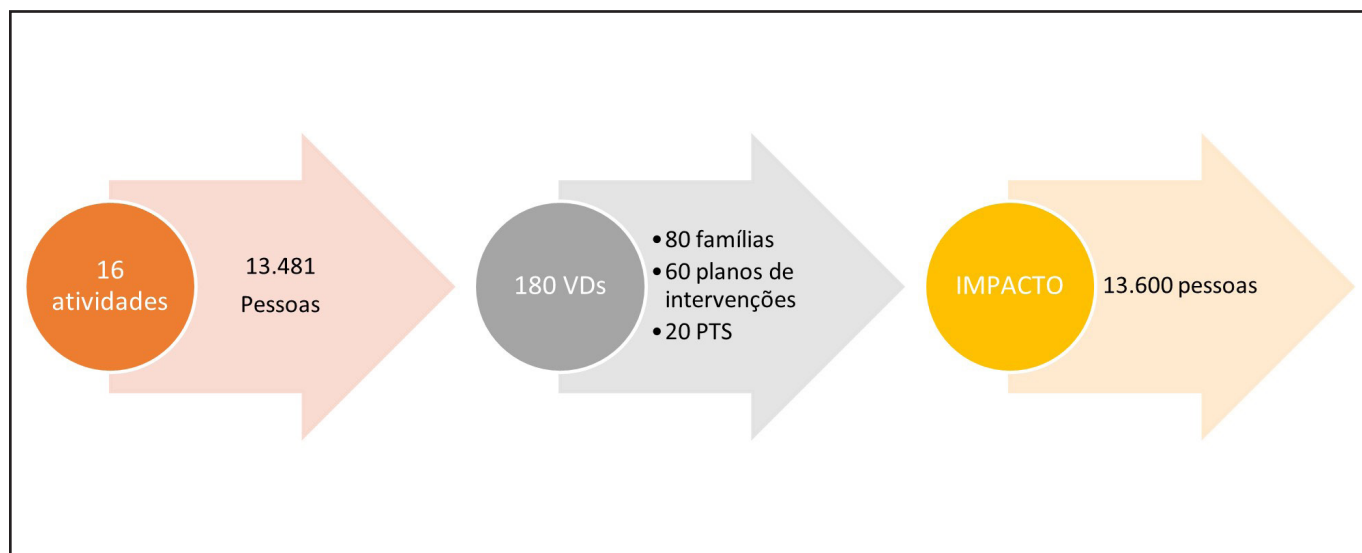 16
atividades
13.481
Pessoas
180 VDs
•80 famílias
•60 planos de
intervenções
•20 PTS
IMPACTO
13.600 pessoas